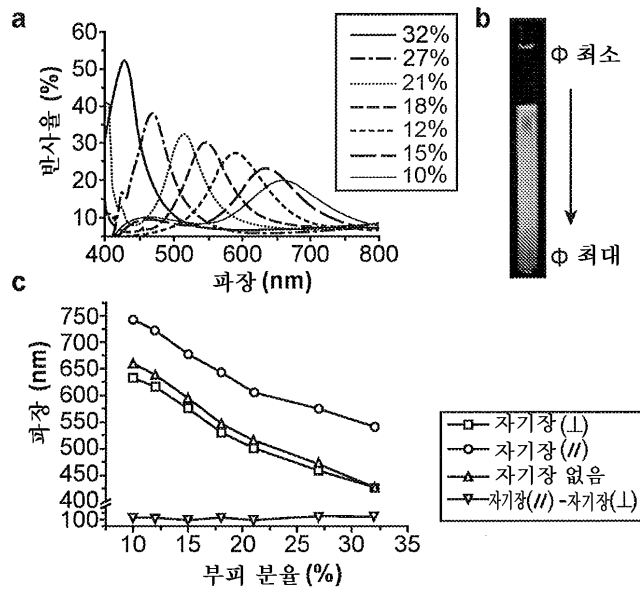 a
60
50
40
30
20
10
반사율 (%)
400 500 600 700 800
파장 (nm)
32%
27%
21%
18%
12%
15%
10%
b
Φ 최소
Φ 최대
c
750
700
650
600
550
500
450
400
100
파장 (nm)
10 15 20 25 30 35
부피 분율 (%)
자기장 (⊥)
자기장 (//)
자기장 없음
자기장(//) -자기장(⊥)